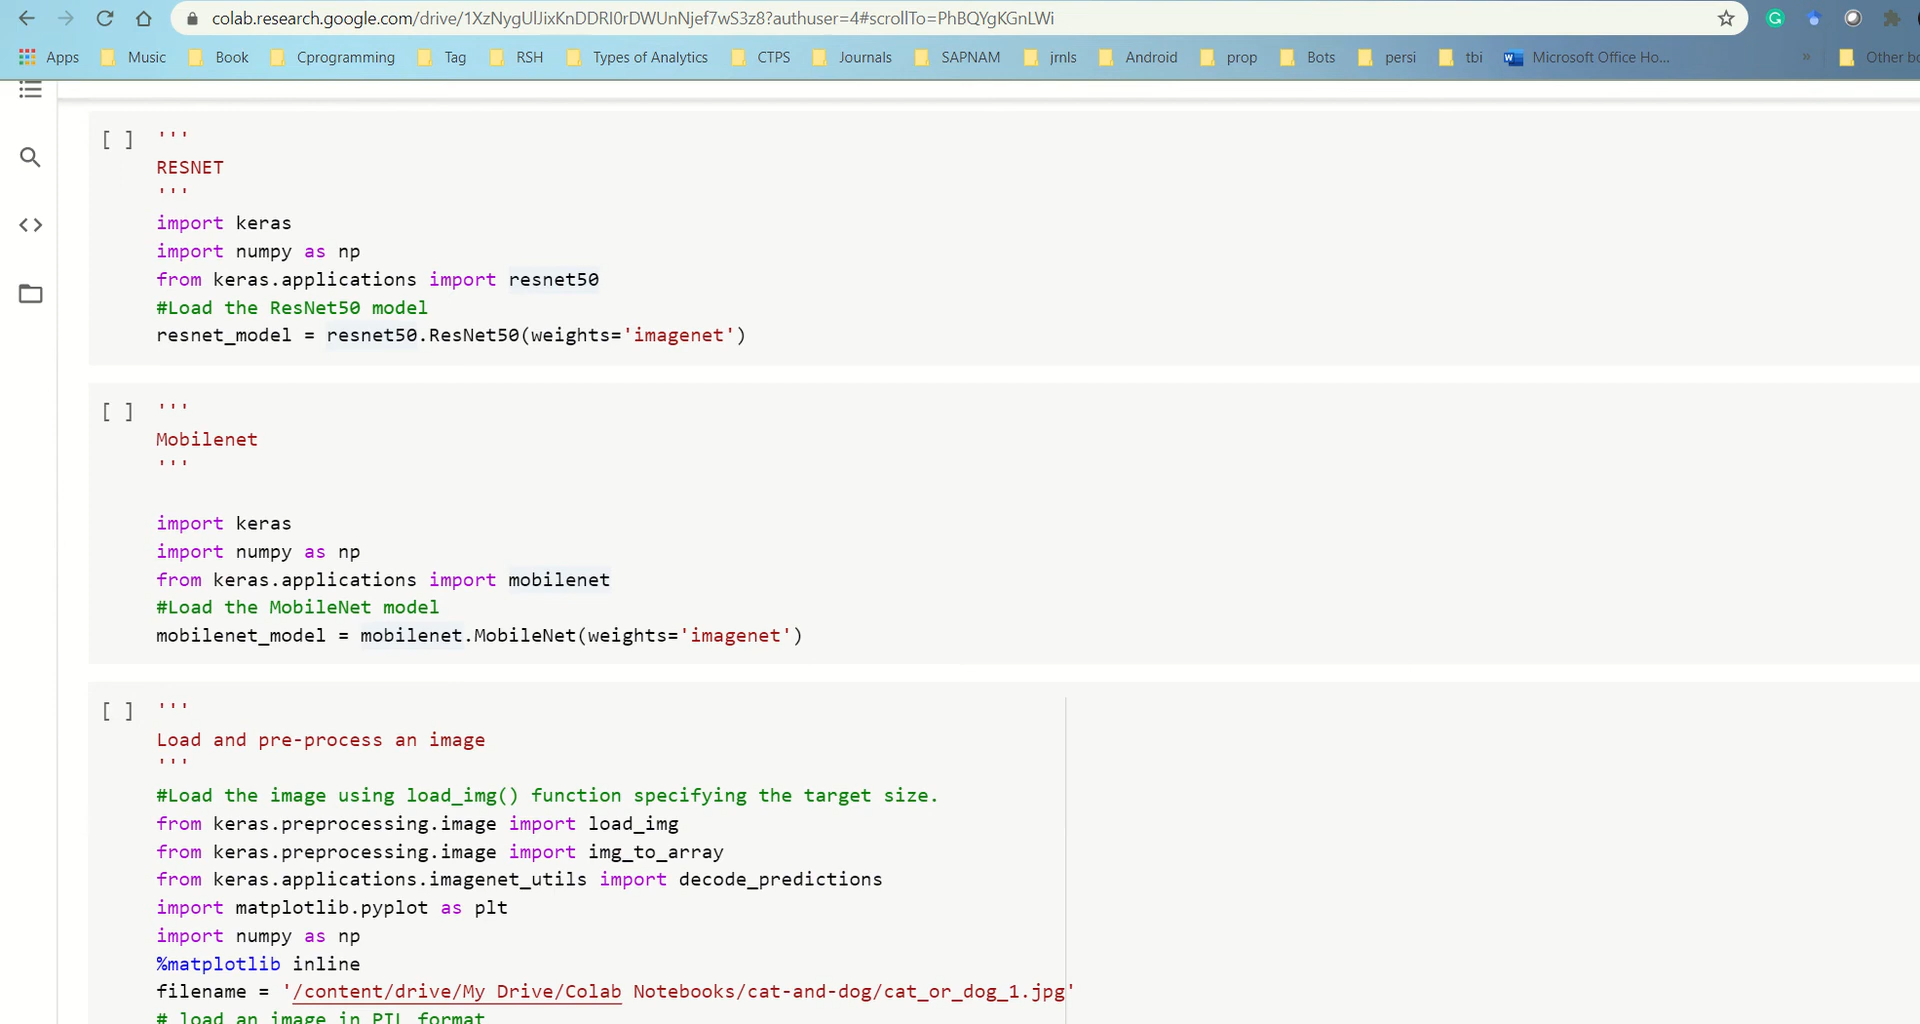 colab.research.google.com/drive/1XzNygUlJixKnDDRI0rDWUnNjef7wS3z8?authuser=4#scrollTo=PhBQYgKGnLWi
Apps Music Book Cprogramming Tag RSH Types of Analytics CTPS Journals SAPNAM jrnls Android prop Bots persi tbi Microsoft Office Ho... » Other bo
[ ] '''
RESNET
'''
import keras
import numpy as np
from keras.applications import resnet50
#Load the ResNet50 model
resnet_model = resnet50.ResNet50(weights='imagenet')
[ ] '''
Mobilenet
'''
import keras
import numpy as np
from keras.applications import mobilenet
#Load the MobileNet model
mobilenet_model = mobilenet.MobileNet(weights='imagenet')
[ ] '''
Load and pre-process an image
'''
#Load the image using load_img() function specifying the target size.
from keras.preprocessing.image import load_img
from keras.preprocessing.image import img_to_array
from keras.applications.imagenet_utils import decode_predictions
import matplotlib.pyplot as plt
import numpy as np
%matplotlib inline
filename = '/content/drive/My Drive/Colab Notebooks/cat-and-dog/cat_or_dog_1.jpg'
# load an image in PIL format